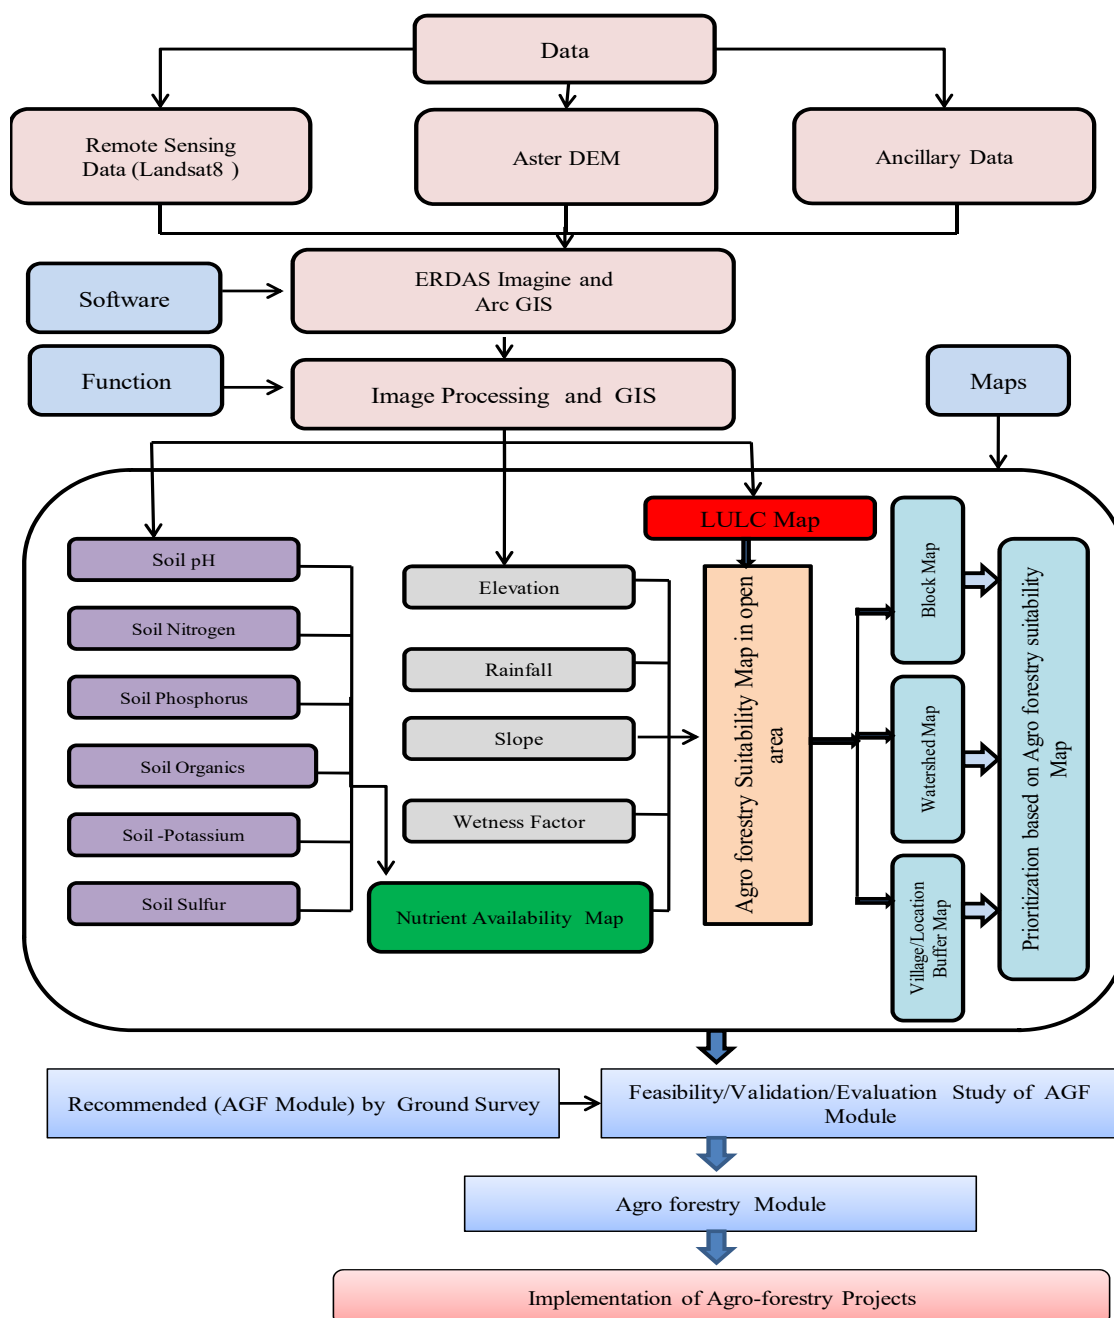 Data
Remote Sensing
Data (Landsat8 )
Aster DEM
Ancillary Data
Software
ERDAS Imagine and
Arc GIS
Function
Image Processing and GIS
Maps
LULC Map
Soil pH
Soil Nitrogen
Soil Phosphorus
Soil Organics
Soil -Potassium
Soil Sulfur
Elevation
Rainfall
Slope
Wetness Factor
Nutrient Availability Map
Agro forestry Suitability Map in open
area
Block Map
Watershed Map
Village/Location
Buffer Map
Prioritization based on Agro forestry suitability
Map
Recommended (AGF Module) by Ground Survey
Feasibility/Validation/Evaluation Study of AGF
Module
Agro forestry Module
Implementation of Agro-forestry Projects